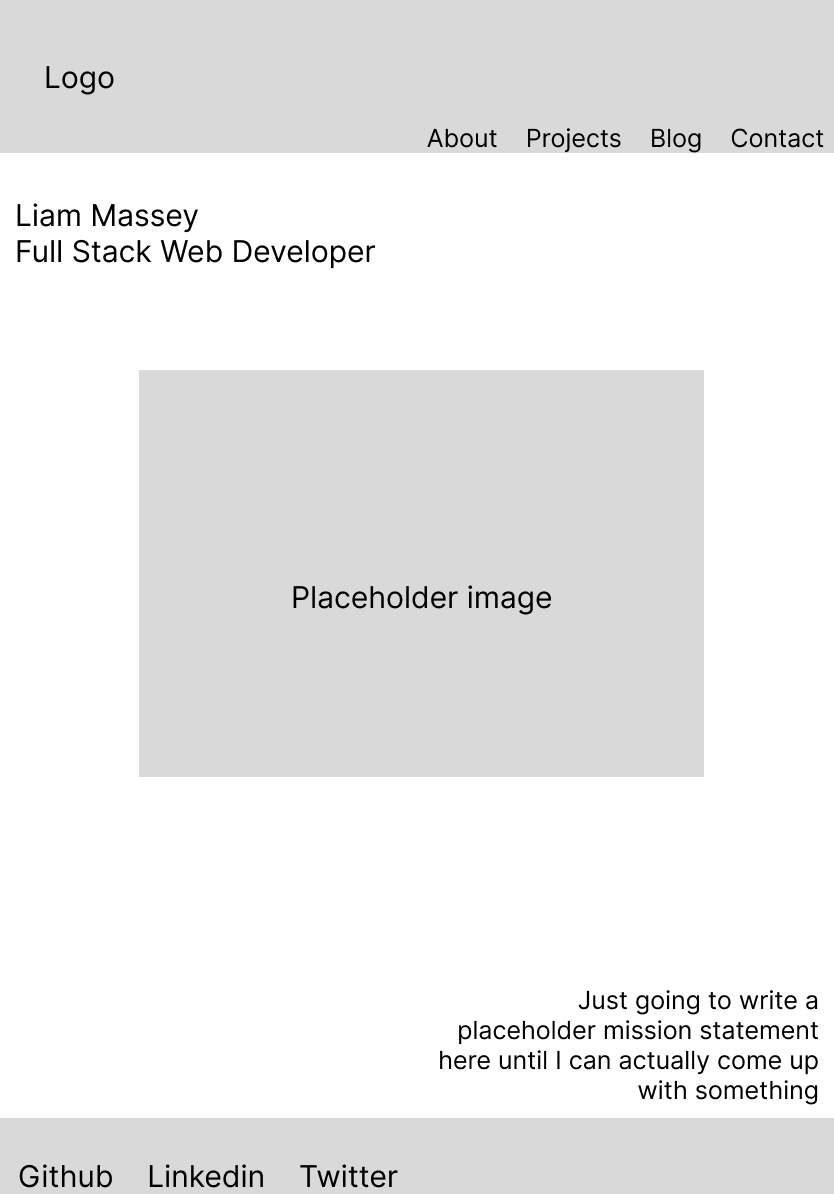 Logo
About Projects Blog Contact
Liam Massey
Full Stack Web Developer
Placeholder image
Just going to write a
placeholder mission statement
here until I can actually come up
with something
Github Linkedin Twitter